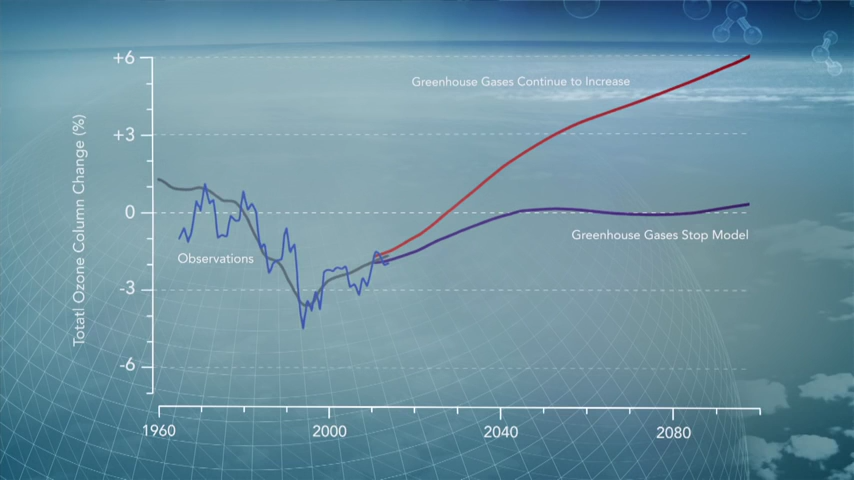 +6
Greenhouse Gases Continue to Increase
+3
0
Greenhouse Gases Stop Model
Observations
-3
-6
Totatl Ozone Column Change (%)
1960
2000
2040
2080